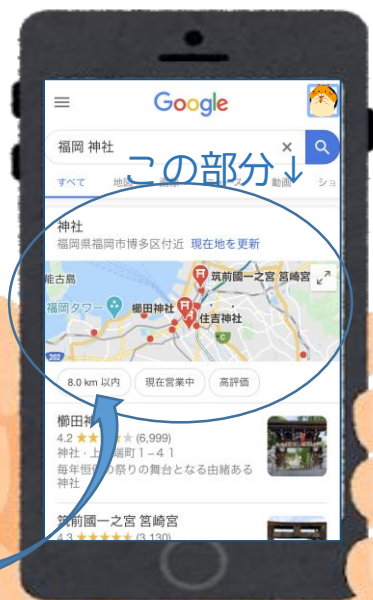 Google
福岡 神社
この部分↓
すべて 地図 動画 ショ
神社
福岡県福岡市博多区付近 現在地を更新
能古島
筑前國一之宮 筥崎宮
福岡タワー
櫛田神社
住吉神社
202
8.0 km 以内 現在営業中 高評価
櫛田神
4.2 (6,999)
神社・上 端町1-41
毎年恒 の祭りの舞台となる由緒ある
神社
筑前國一之宮 筥崎宮
4.3 (3,130)